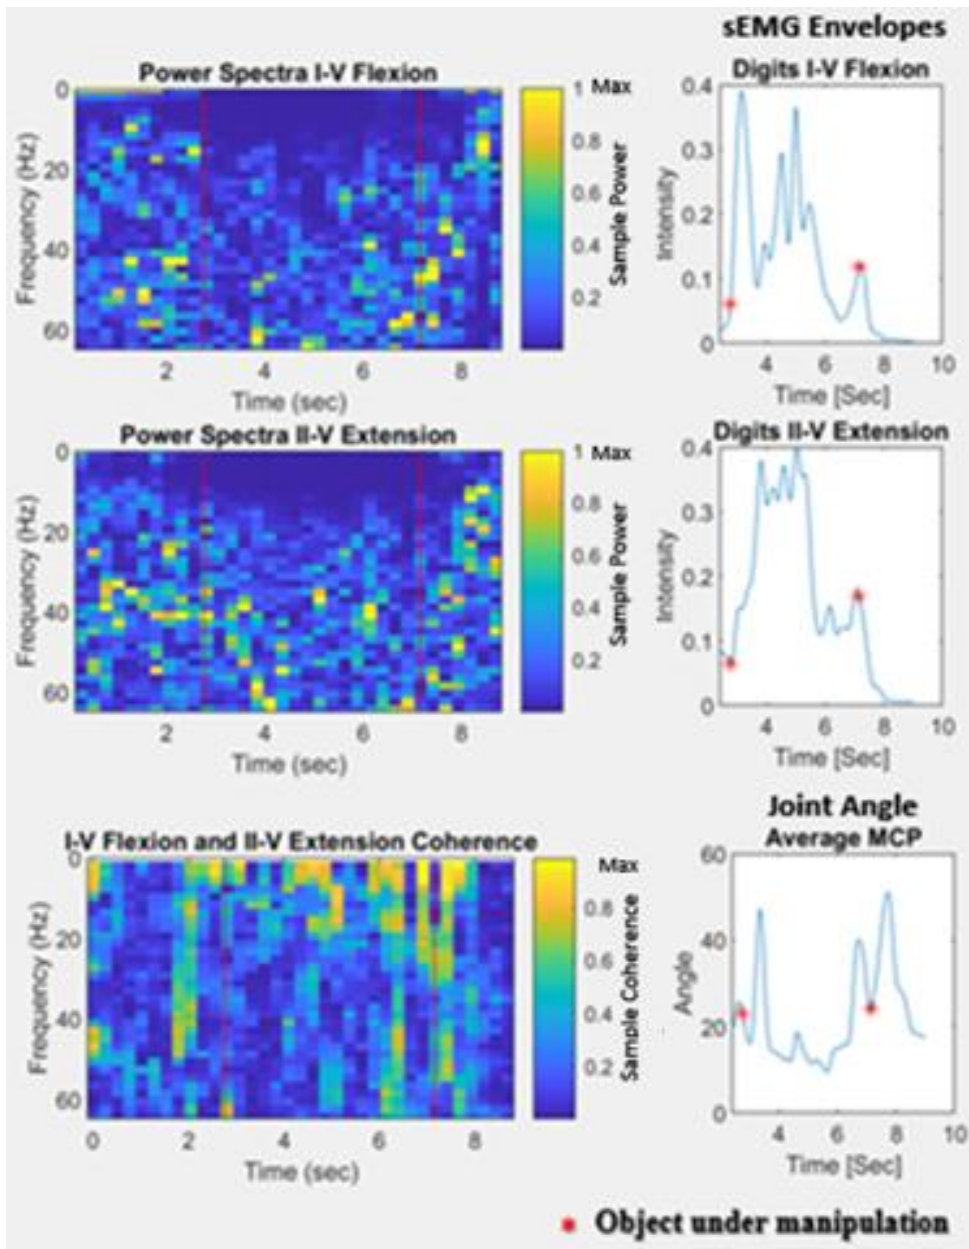 sEMG Envelopes
Power Spectra I-V Flexion
0
20
40
60
Frequency (Hz)
2 4 6 8
Time (sec)
1 Max
0.8
0.6
0.4
0.2
Sample Power
Digits I-V Flexion
0.4
0.3
0.2
0.1
0
Intensity
4 6 8 10
Time [Sec]
Power Spectra II-V Extension
0
20
40
60
Frequency (Hz)
2 4 6 8
Time (sec)
1 Max
0.8
0.6
0.4
0.2
Sample Power
Digits II-V Extension
0.4
0.3
0.2
0.1
0
Intensity
4 6 8 10
Time [Sec]
I-V Flexion and II-V Extension Coherence
0
20
40
60
Frequency (Hz)
0 2 4 6 8
Time (sec)
Max
0.8
0.6
0.4
0.2
Sample Coherence
Joint Angle
Average MCP
60
40
20
0
Angle
4 6 8 10
Time [Sec]
Object under manipulation